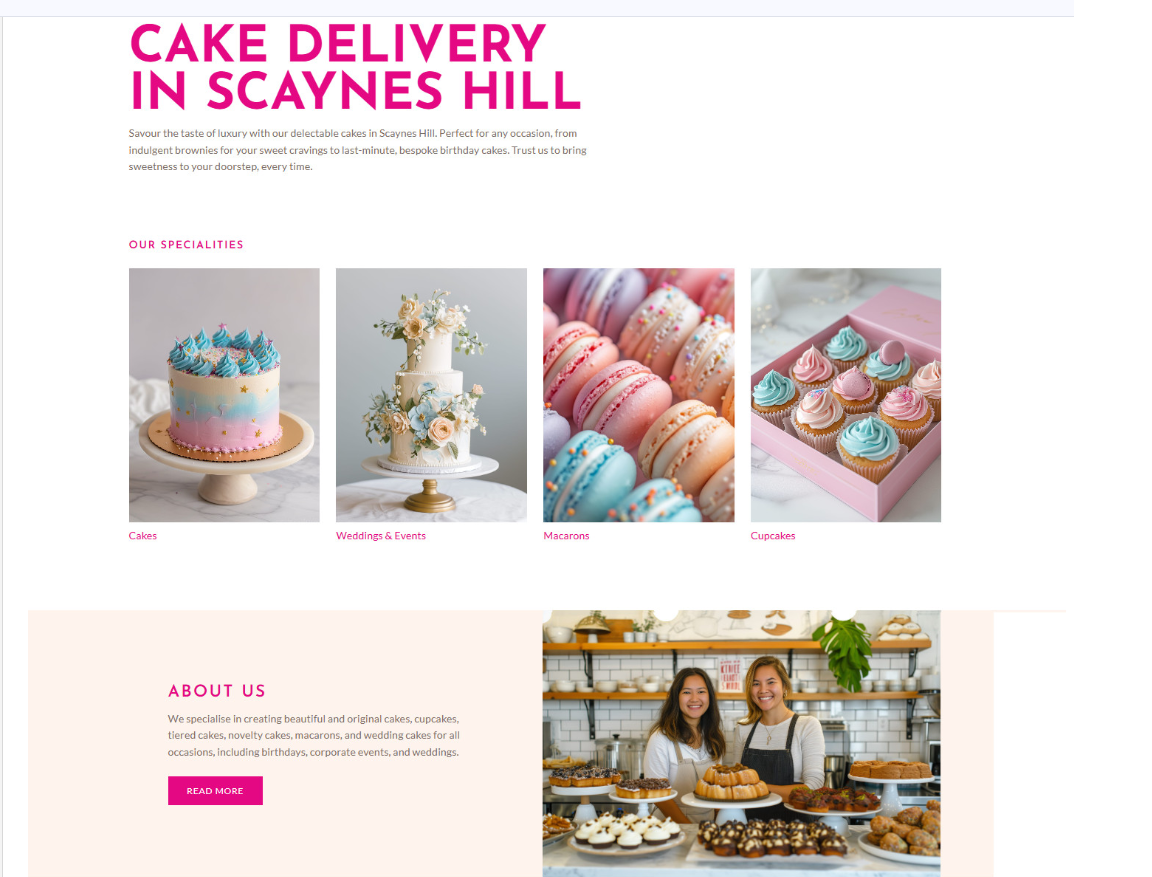 CAKE DELIVERY
IN SCAYNES HILL
Savour the taste of luxury with our delectable cakes in Scaynes Hill. Perfect for any occasion, from
indulgent brownies for your sweet cravings to last-minute, bespoke birthday cakes. Trust us to bring
sweetness to your doorstep, every time.
OUR SPECIALITIES
Cakes
Weddings & Events
Macarons
Cupcakes
ABOUT US
We specialise in creating beautiful and original cakes, cupcakes,
tiered cakes, novelty cakes, macarons, and wedding cakes for all
occasions, including birthdays, corporate events, and weddings.
READ MORE